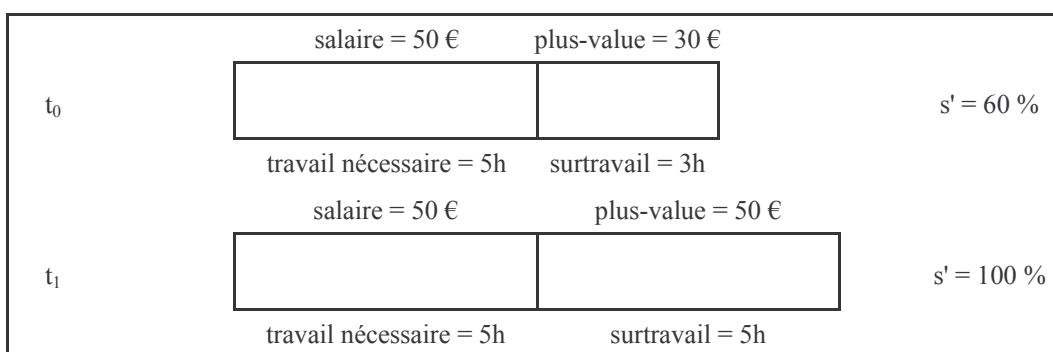 salaire = 50 € plus-value = 30 €
t₀ s' = 60 %
travail nécessaire = 5h surtravail = 3h
salaire = 50 € plus-value = 50 €
t₁ s' = 100 %
travail nécessaire = 5h surtravail = 5h